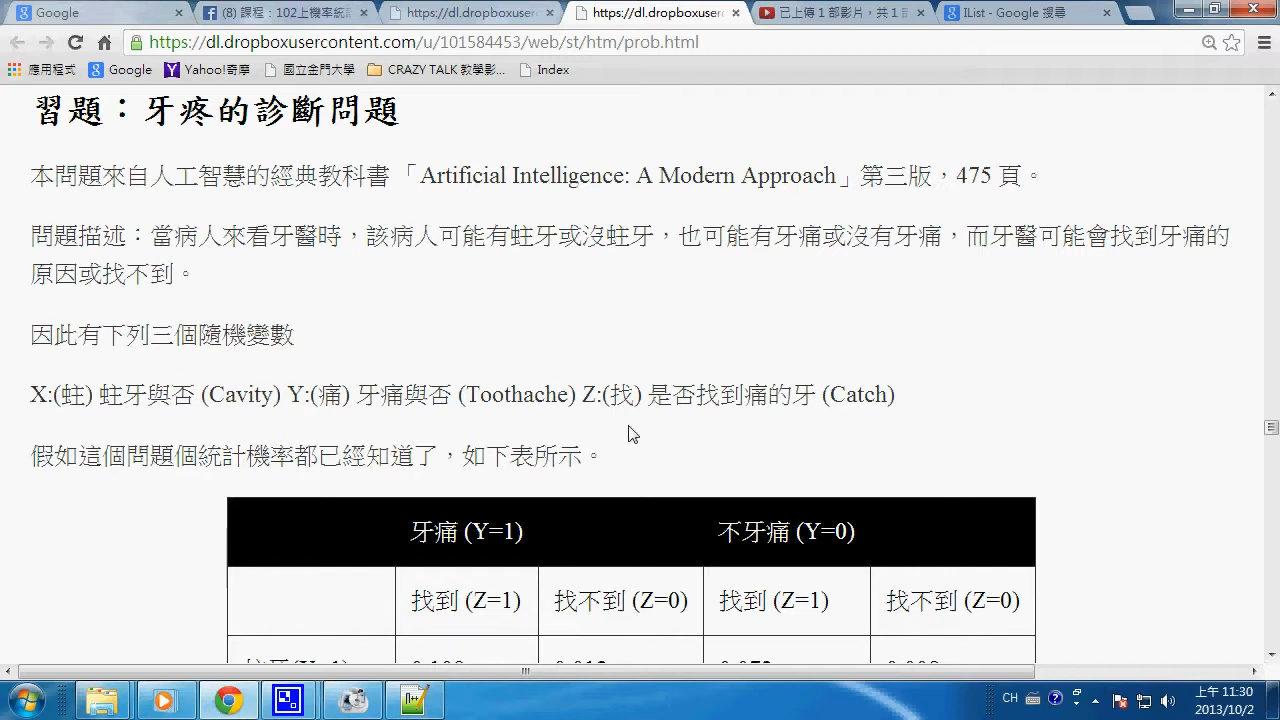 Google
(8) 課程：102上機率統計
https://dl.dropboxuser
https://dl.dropboxuser
已上傳 1 部影片，共 1 部
IList - Google 搜尋
https://dl.dropboxusercontent.com/u/101584453/web/st/htm/prob.html
應用程式 Google Yahoo!奇摩 國立金門大學 CRAZY TALK 教學影... Index
習題：牙疼的診斷問題
本問題來自人工智慧的經典教科書 「Artificial Intelligence: A Modern Approach」第三版，475 頁。
問題描述：當病人來看牙醫時，該病人可能有蛀牙或沒蛀牙，也可能有牙痛或沒有牙痛，而牙醫可能會找到牙痛的
原因或找不到。
因此有下列三個隨機變數
X:(蛀) 蛀牙與否 (Cavity) Y:(痛) 牙痛與否 (Toothache) Z:(找) 是否找到痛的牙 (Catch)
假如這個問題個統計機率都已經知道了，如下表所示。
牙痛 (Y=1) 不牙痛 (Y=0)
找到 (Z=1) 找不到 (Z=0) 找到 (Z=1) 找不到 (Z=0)
CH
上午 11:30
2013/10/2